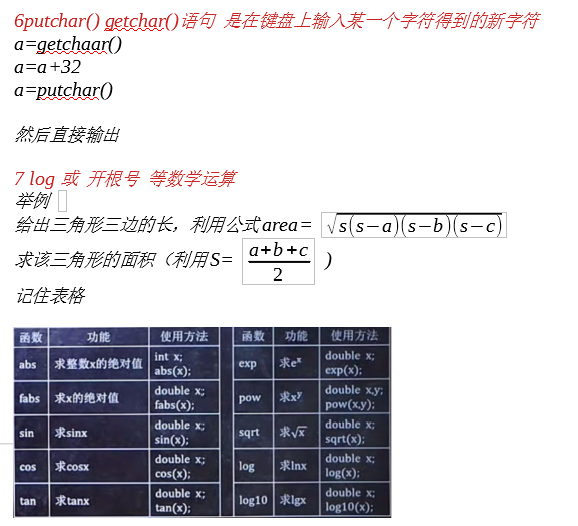 6putchar() getchar()语句 是在键盘上输入某一个字符得到的新字符
a=getchaar()
a=a+32
a=putchar()
然后直接输出
7 log 或 开根号 等数学运算
举例
给出三角形三边的长，利用公式area= √s(s−a)(s−b)(s−c)
求该三角形的面积（利用S= a+b+c/2 )
记住表格
函数 功能 使用方法 函数 功能 使用方法
abs 求整数x的绝对值 int x; abs(x); exp 求eˣ double x; exp(x);
fabs 求x的绝对值 double x; fabs(x); pow 求xʸ double x,y; pow(x,y);
sin 求sinx double x; sin(x); sqrt 求√x double x; sqrt(x);
cos 求cosx double x; cos(x); log 求lnx double x; log(x);
tan 求tanx double x; tan(x); log10 求lgx double x; log10(x);